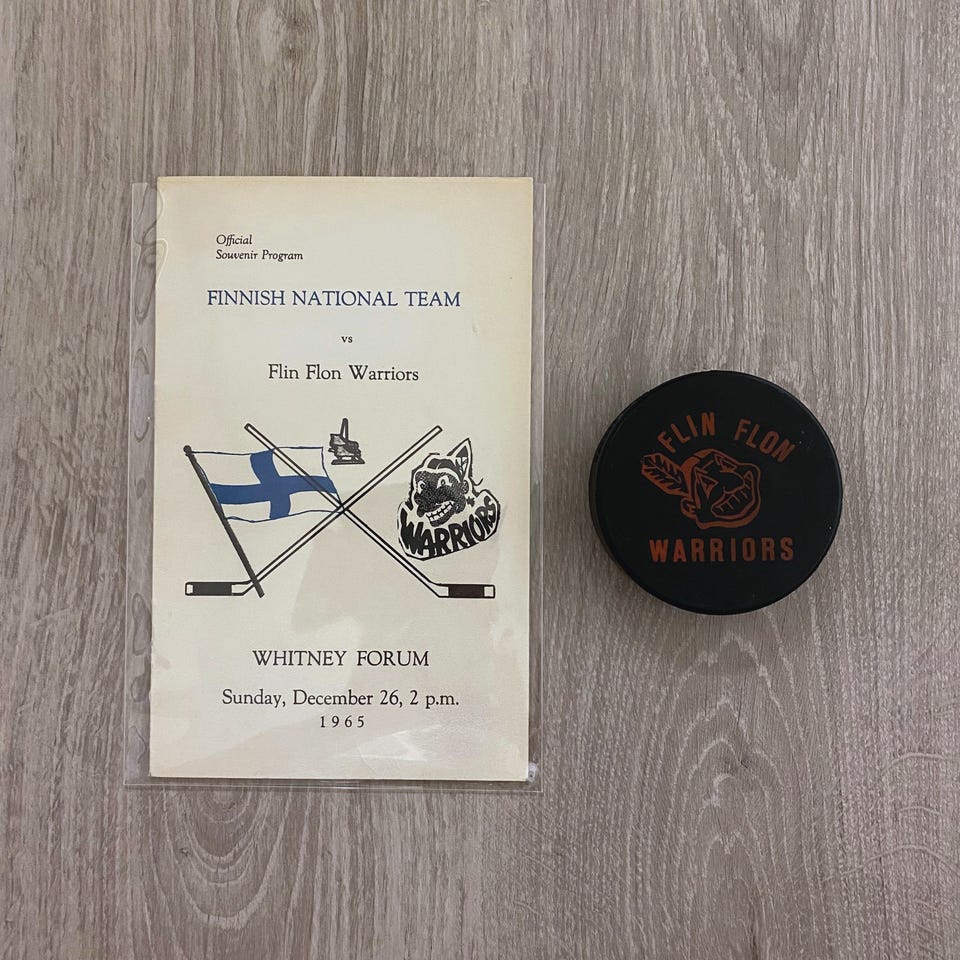 Official
Souvenir Program
FINNISH NATIONAL TEAM
vs
Flin Flon Warriors
WARRIORS
WHITNEY FORUM
Sunday, December 26, 2 p.m.
1965
FLIN FLON
WARRIORS